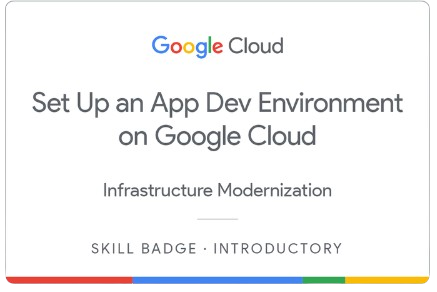 Google Cloud
Set Up an App Dev Environment
on Google Cloud
Infrastructure Modernization
SKILL BADGE · INTRODUCTORY